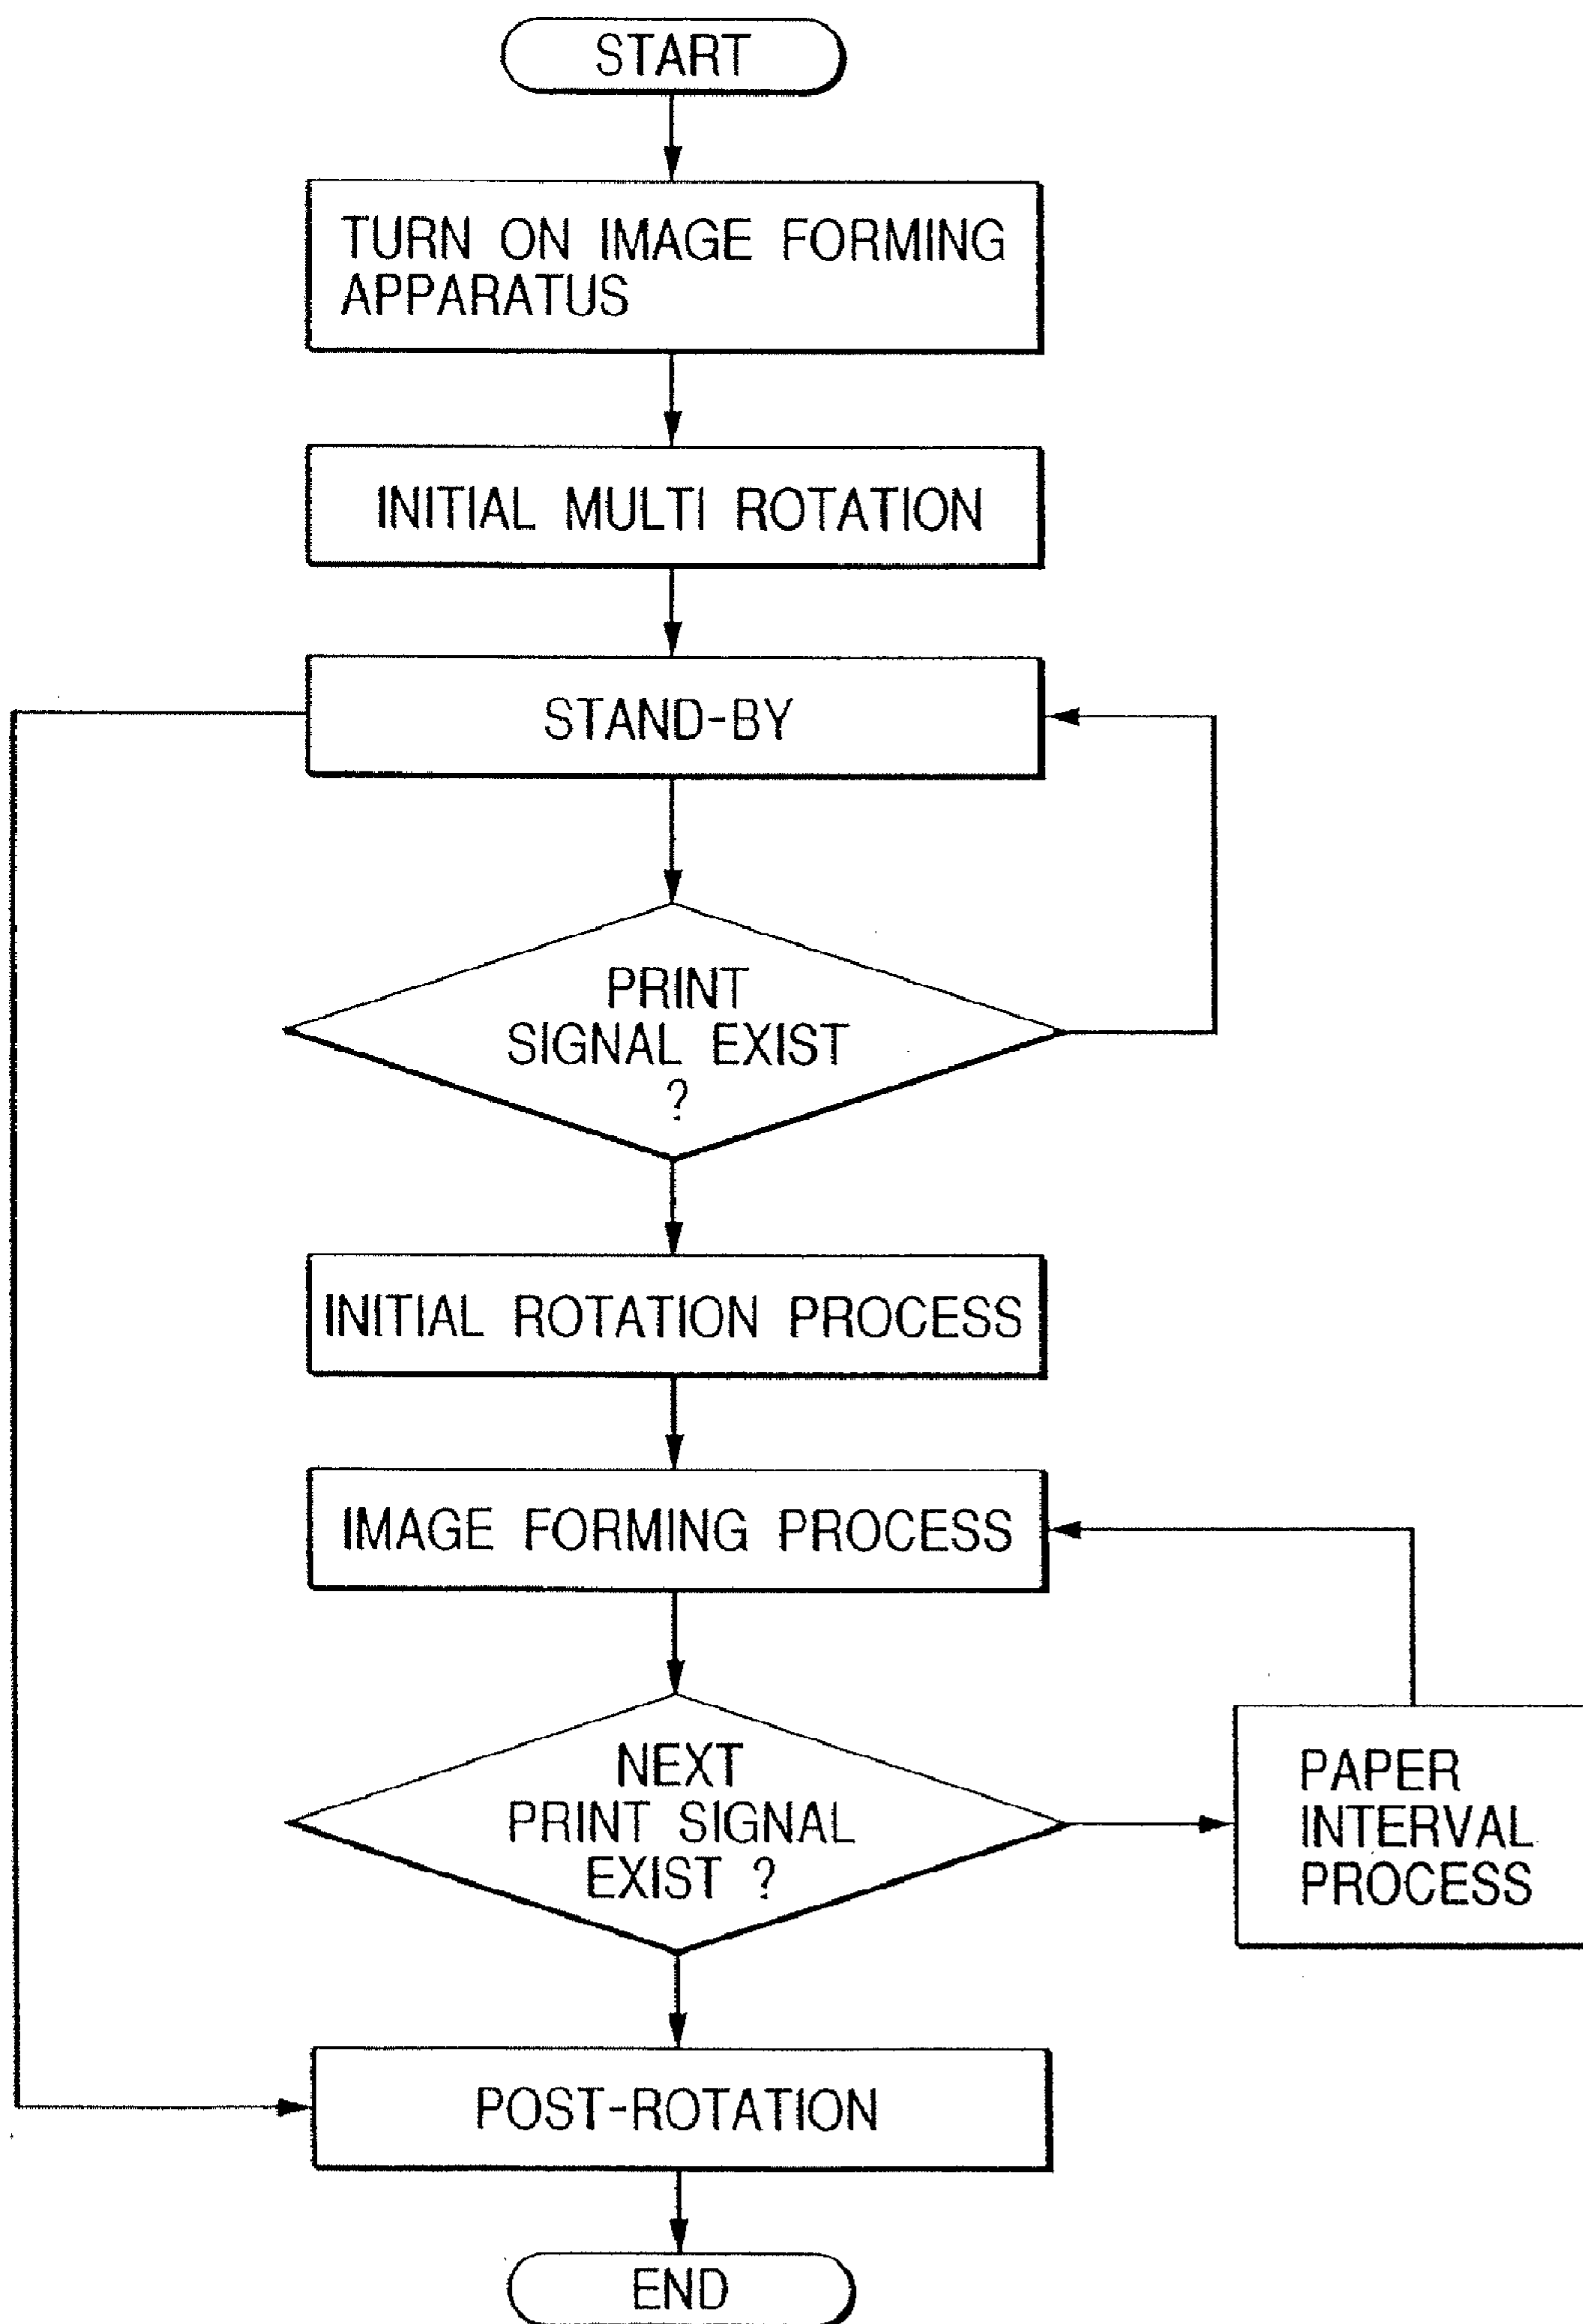 START
TURN ON IMAGE FORMING
APPARATUS
INITIAL MULTI ROTATION
STAND-BY
PRINT
SIGNAL EXIST
?
INITIAL ROTATION PROCESS
IMAGE FORMING PROCESS
NEXT
PRINT SIGNAL
EXIST ?
PAPER
INTERVAL
PROCESS
POST-ROTATION
END